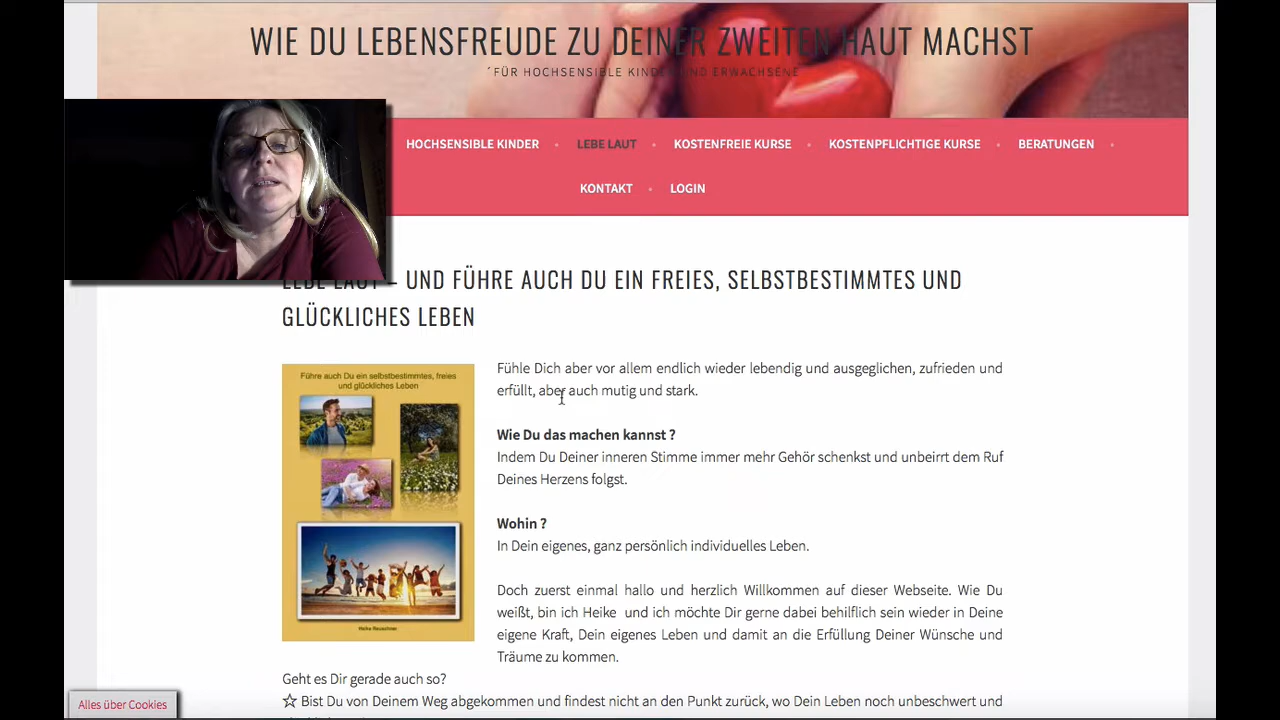 WIE DU LEBENSFREUDE ZU DEINER ZWEITEN HAUT MACHST
´FÜR HOCHSENSIBLE KINDER UND ERWACHSENE
HOCHSENSIBLE KINDER • LEBE LAUT • KOSTENFREIE KURSE • KOSTENPFLICHTIGE KURSE • BERATUNGEN •
KONTAKT • LOGIN
LEBE LAUT – UND FÜHRE AUCH DU EIN FREIES, SELBSTBESTIMMTES UND
GLÜCKLICHES LEBEN
Führe auch Du ein selbstbestimmtes, freies
und glückliches Leben
Fühle Dich aber vor allem endlich wieder lebendig und ausgeglichen, zufrieden und
erfüllt, aber auch mutig und stark.
Wie Du das machen kannst ?
Indem Du Deiner inneren Stimme immer mehr Gehör schenkst und unbeirrt dem Ruf
Deines Herzens folgst.
Wohin ?
In Dein eigenes, ganz persönlich individuelles Leben.
Doch zuerst einmal hallo und herzlich Willkommen auf dieser Webseite. Wie Du
weißt, bin ich Heike und ich möchte Dir gerne dabei behilflich sein wieder in Deine
eigene Kraft, Dein eigenes Leben und damit an die Erfüllung Deiner Wünsche und
Träume zu kommen.
Heike
Geht es Dir gerade auch so?
☆ Bist Du von Deinem Weg abgekommen und findest nicht an den Punkt zurück, wo Dein Leben noch unbeschwert und
Alles über Cookies